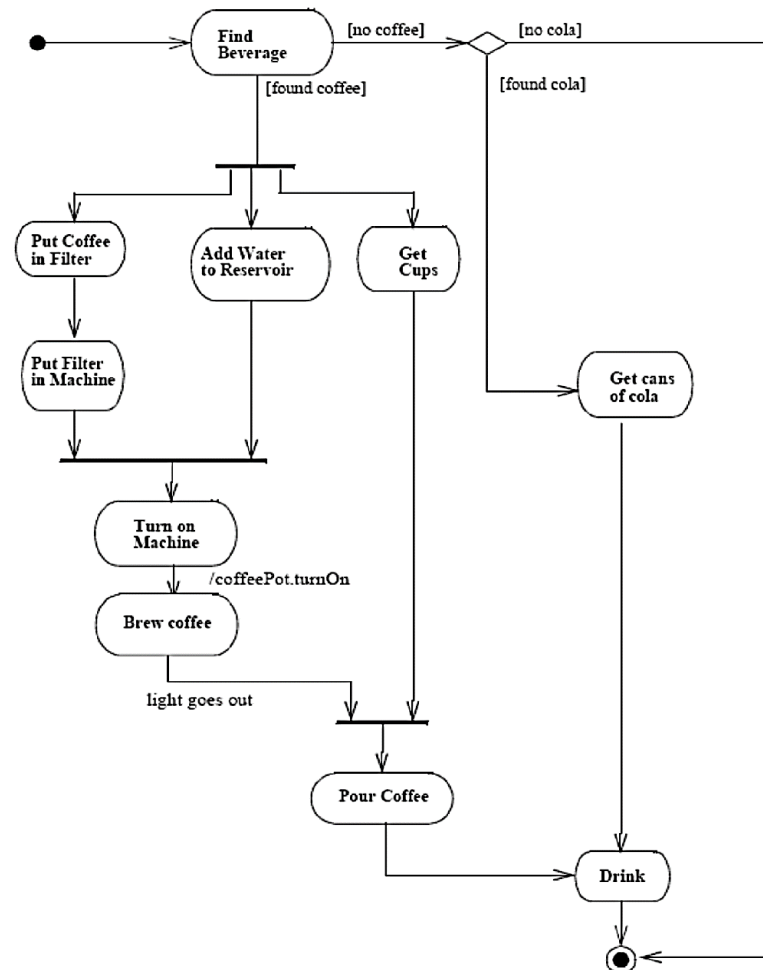 Find
Beverage
[no coffee]
[no cola]
[found coffee]
[found cola]
Put Coffee
in Filter
Add Water
to Reservoir
Get
Cups
Put Filter
in Machine
Get cans
of cola
Turn on
Machine
/coffeePot.turnOn
Brew coffee
light goes out
Pour Coffee
Drink